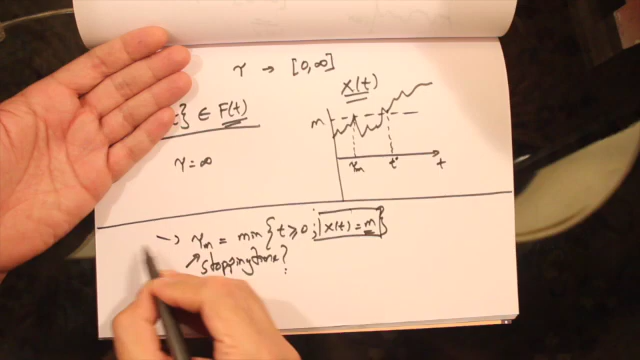 τ → [0,∞]
t} ∈ F(t)
τ = ∞
X(t)
m
τm t* t
→ τm = min { t ≥ 0 ; X(t) = m }
↗ stopping time?